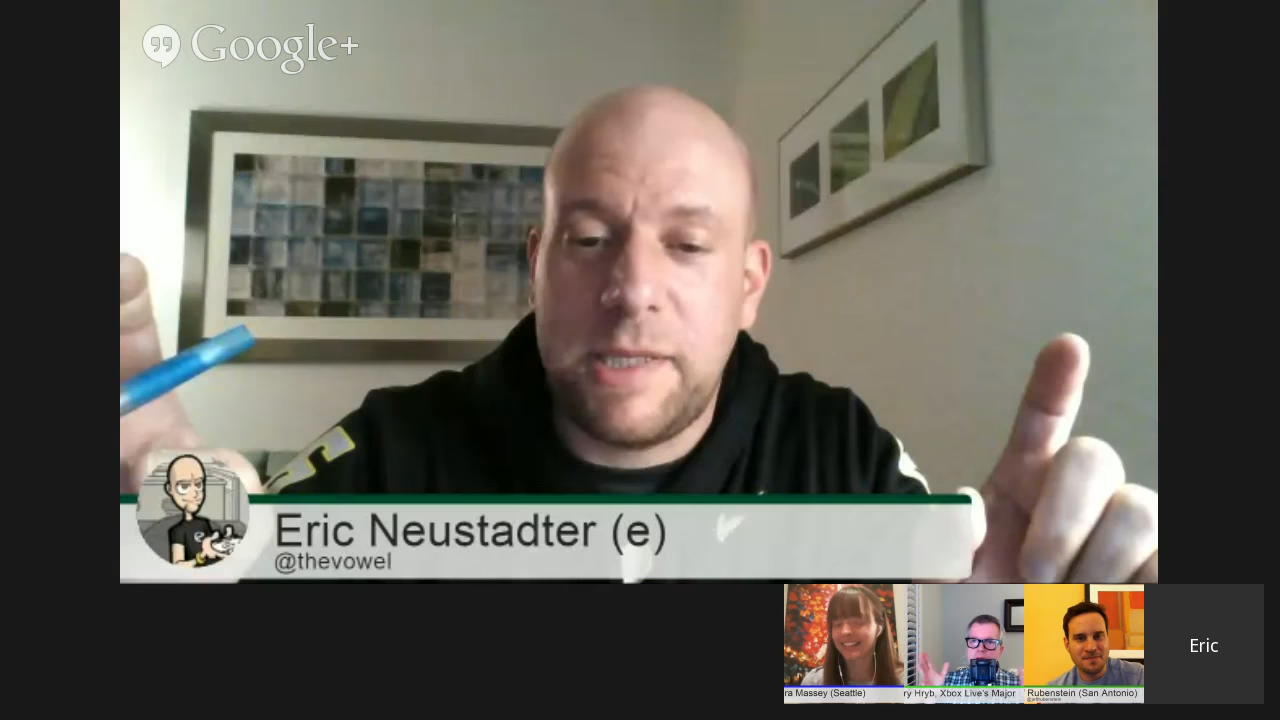 Google+
Eric Neustadter (e)
@thevowel
Eric
ra Massey (Seattle)
ry Hryb, Xbox Live's Major
Rubenstein (San Antonio)